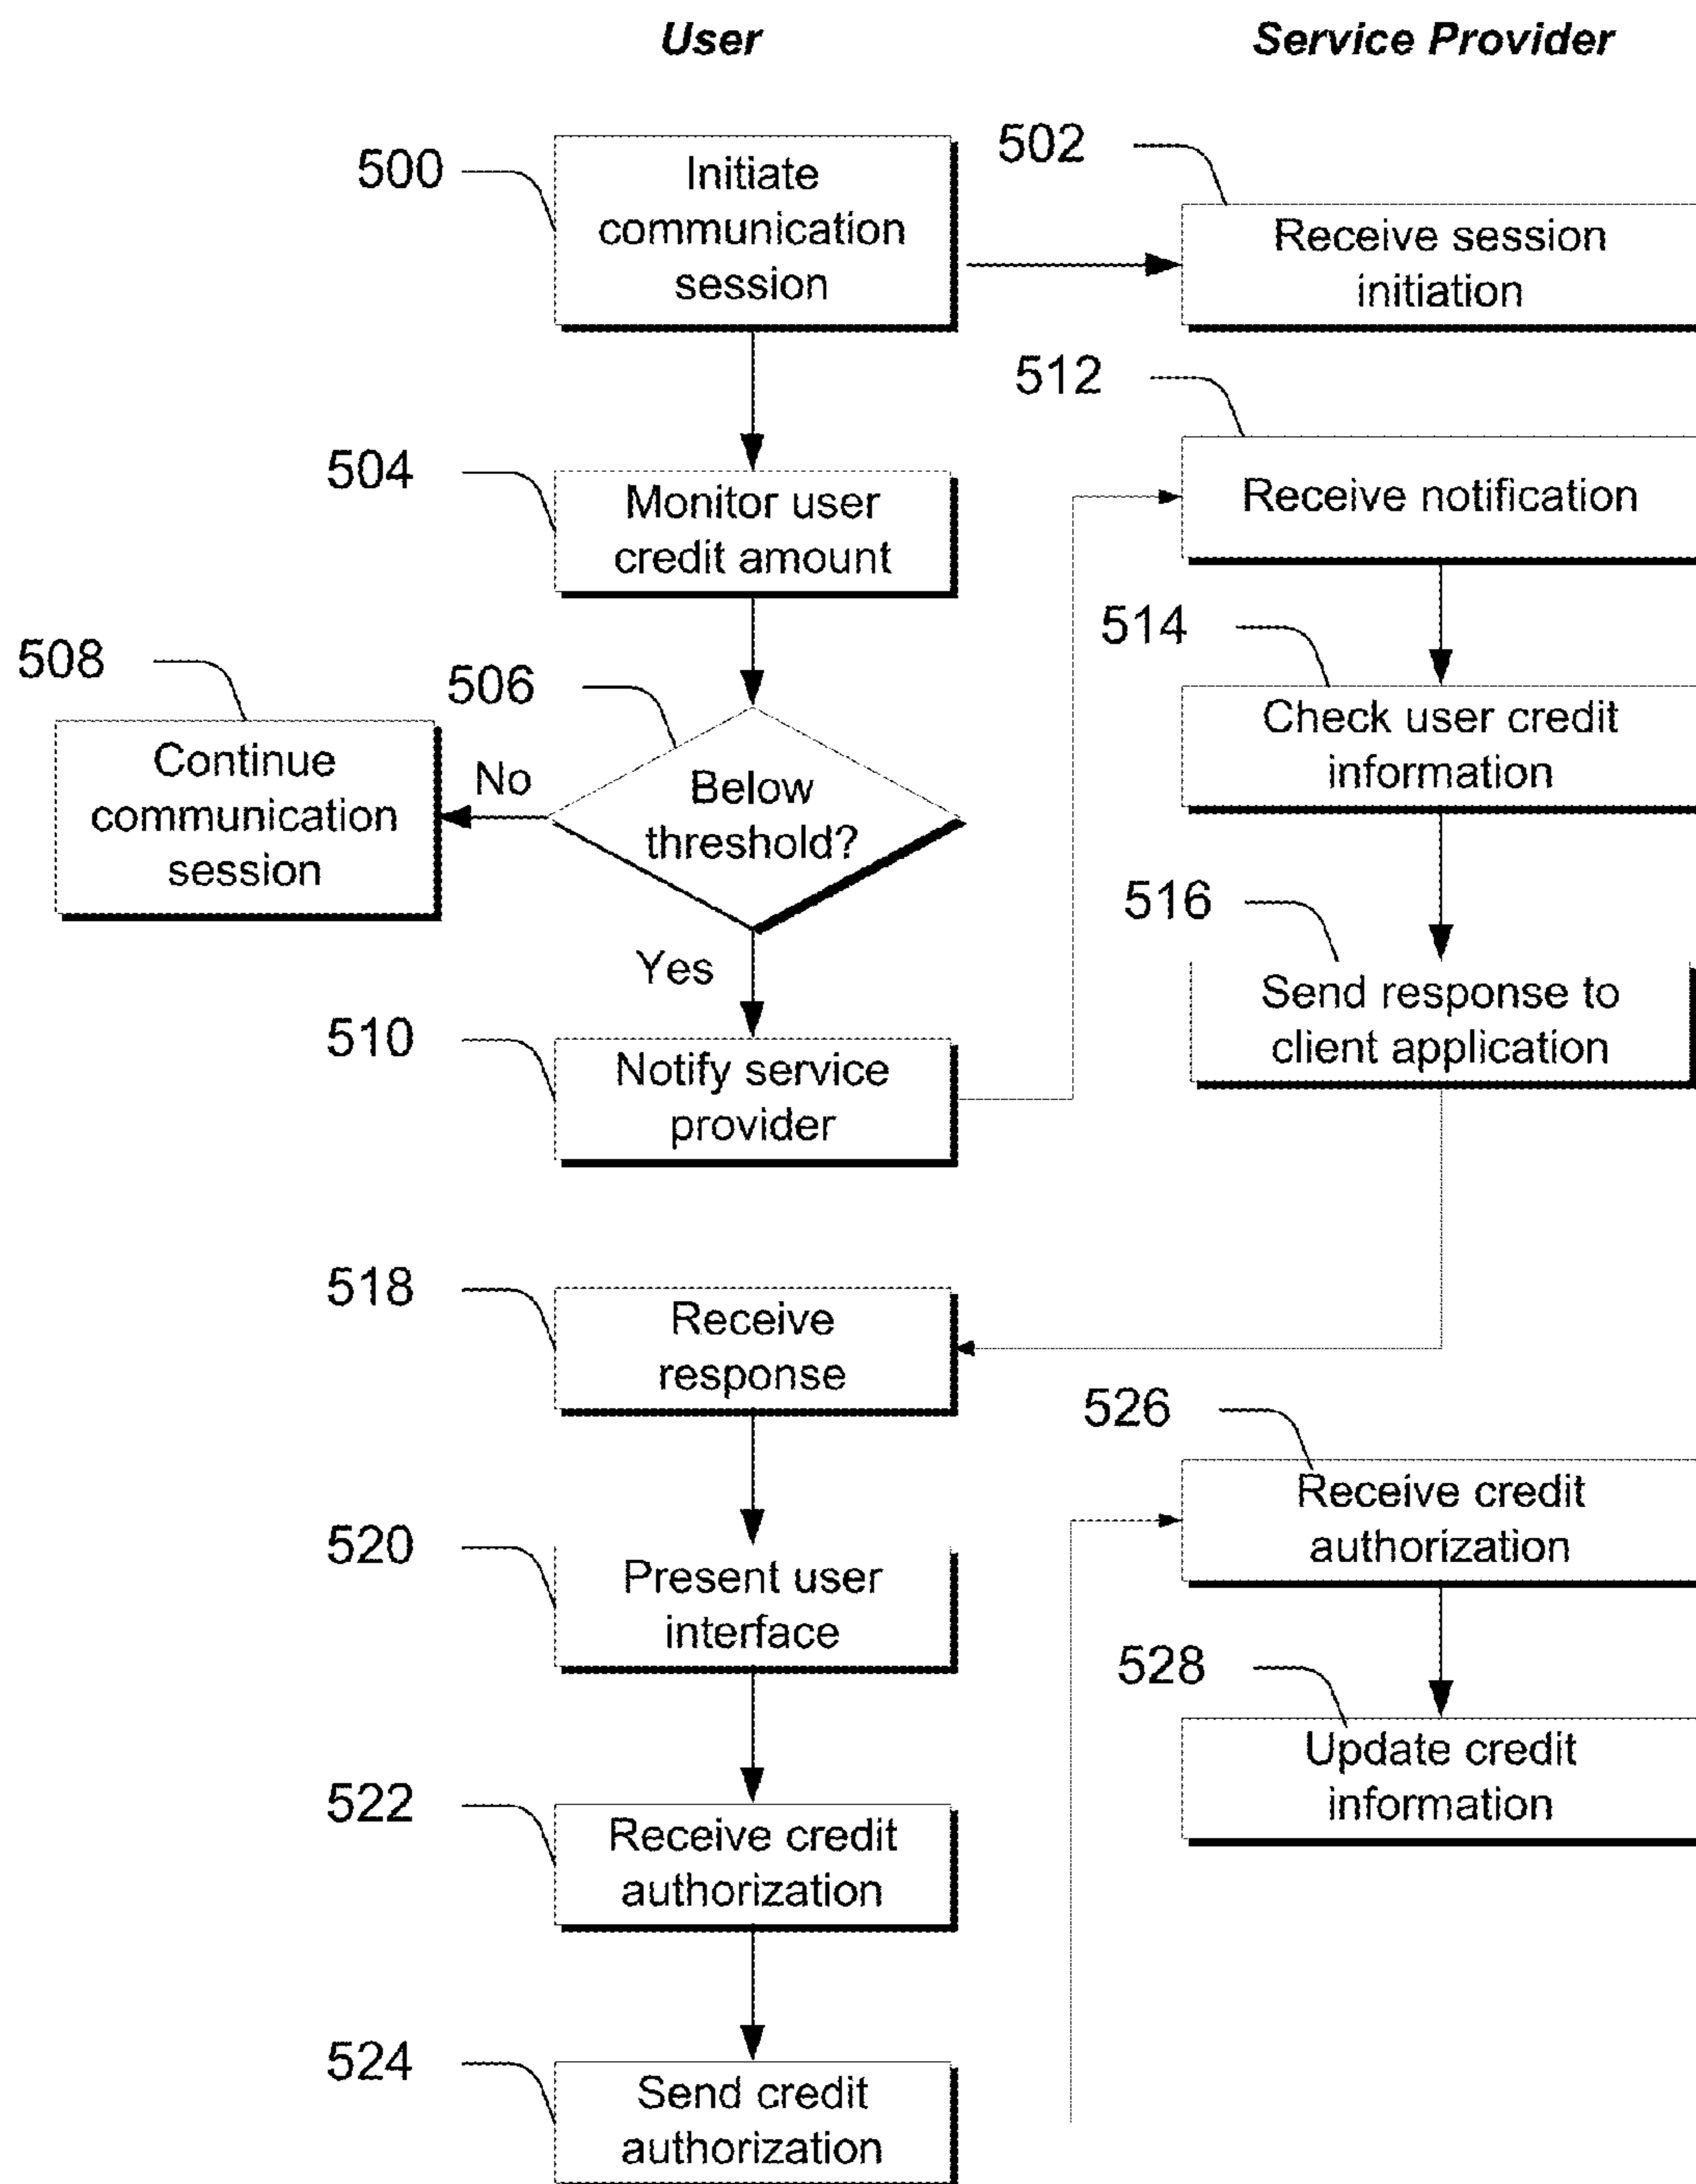 User
Service Provider
500
Initiate
communication
session
502
Receive session
initiation
504
Monitor user
credit amount
506
Below
threshold?
No
508
Continue
communication
session
Yes
510
Notify service
provider
512
Receive notification
514
Check user credit
information
516
Send response to
client application
518
Receive
response
520
Present user
interface
522
Receive credit
authorization
524
Send credit
authorization
526
Receive credit
authorization
528
Update credit
information